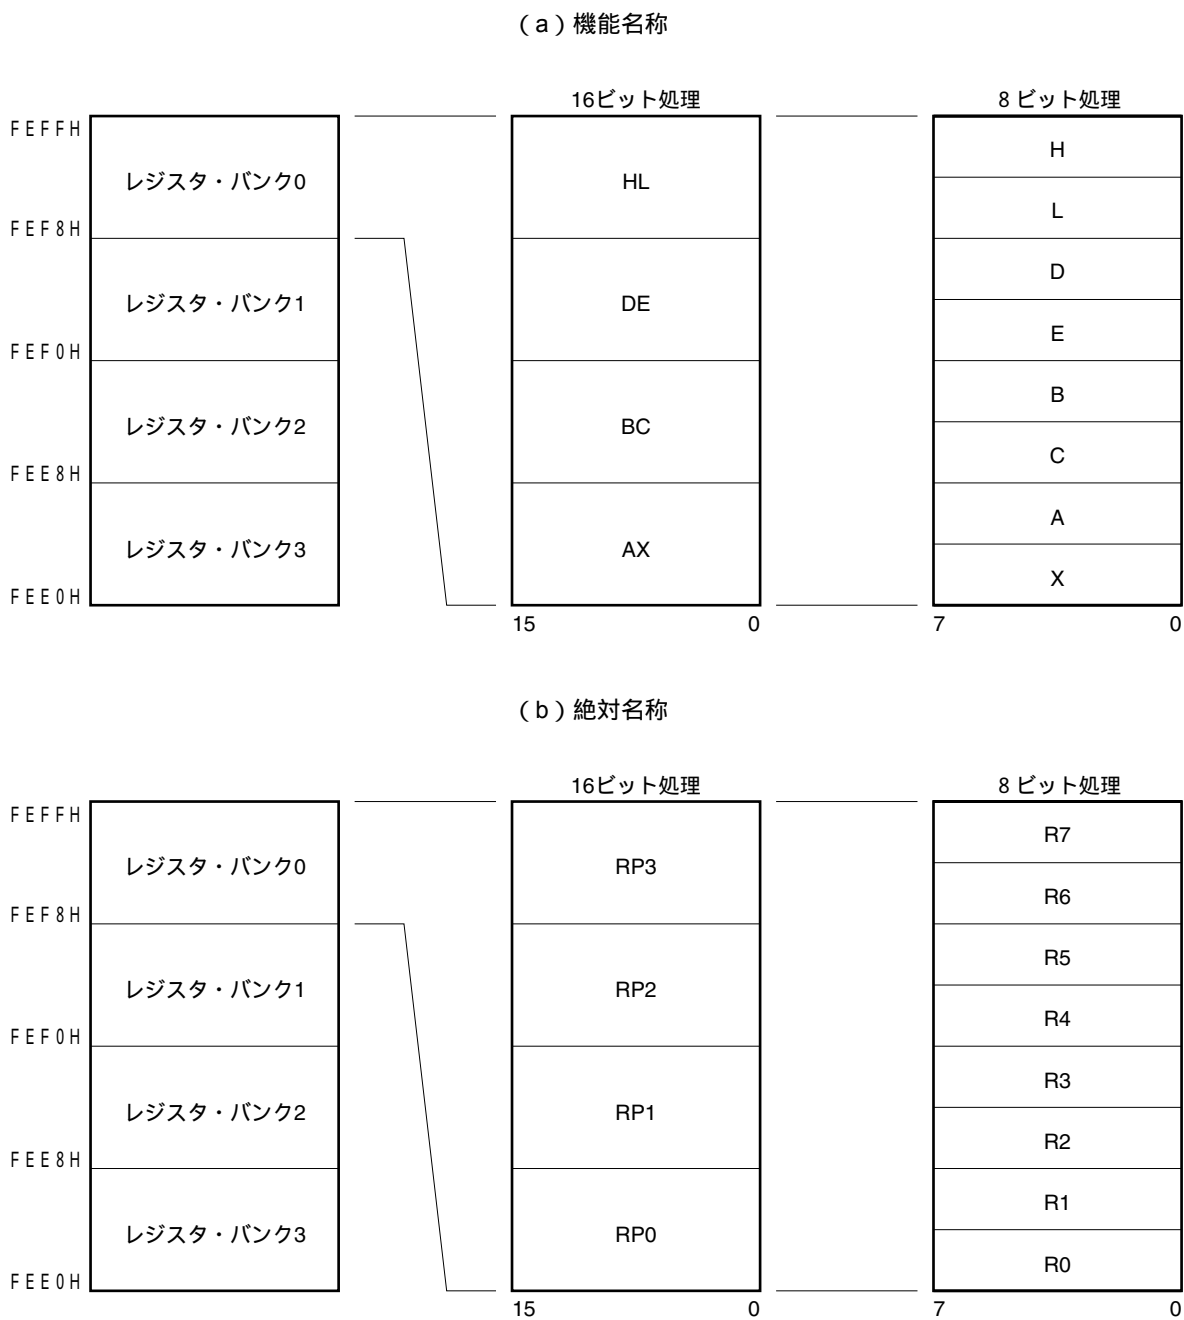 (a)機能名称
16ビット処理
8ビット処理
FEFFH
レジスタ・バンク0
HL
H
L
FEF8H
レジスタ・バンク1
DE
D
E
FEF0H
レジスタ・バンク2
BC
B
C
FEE8H
レジスタ・バンク3
AX
A
X
FEE0H
15 0
7 0
(b)絶対名称
16ビット処理
8ビット処理
FEFFH
レジスタ・バンク0
RP3
R7
R6
FEF8H
レジスタ・バンク1
RP2
R5
R4
FEF0H
レジスタ・バンク2
RP1
R3
R2
FEE8H
レジスタ・バンク3
RP0
R1
R0
FEE0H
15 0
7 0